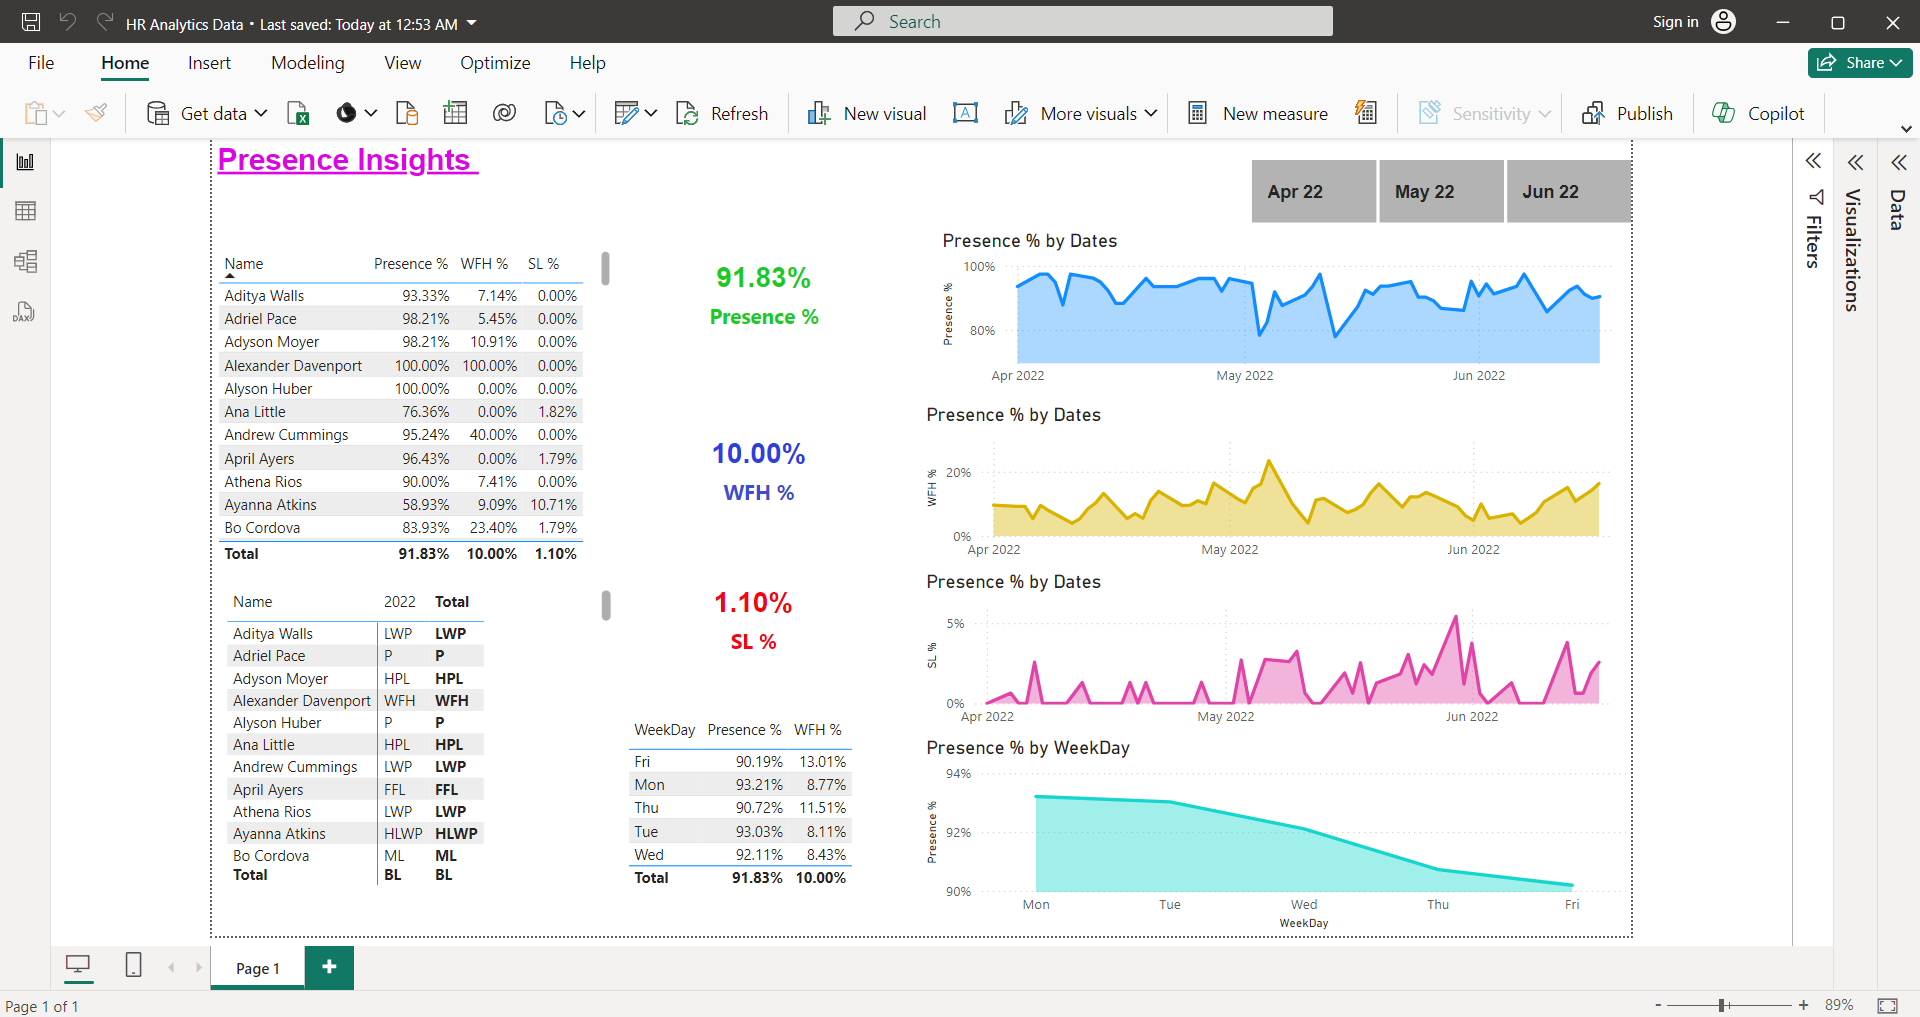 HR Analytics Data • Last saved: Today at 12:53 AM
Search
Sign in
File Home Insert Modeling View Optimize Help
Share
Get data
Refresh
New visual
More visuals
New measure
Sensitivity
Publish
Copilot
Presence Insights
Apr 22 May 22 Jun 22
Name Presence % WFH % SL %
Aditya Walls 93.33% 7.14% 0.00%
Adriel Pace 98.21% 5.45% 0.00%
Adyson Moyer 98.21% 10.91% 0.00%
Alexander Davenport 100.00% 100.00% 0.00%
Alyson Huber 100.00% 0.00% 0.00%
Ana Little 76.36% 0.00% 1.82%
Andrew Cummings 95.24% 40.00% 0.00%
April Ayers 96.43% 0.00% 1.79%
Athena Rios 90.00% 7.41% 0.00%
Ayanna Atkins 58.93% 9.09% 10.71%
Bo Cordova 83.93% 23.40% 1.79%
Total 91.83% 10.00% 1.10%
91.83%
Presence %
10.00%
WFH %
1.10%
SL %
Name 2022 Total
Aditya Walls LWP LWP
Adriel Pace P P
Adyson Moyer HPL HPL
Alexander Davenport WFH WFH
Alyson Huber P P
Ana Little HPL HPL
Andrew Cummings LWP LWP
April Ayers FFL FFL
Athena Rios LWP LWP
Ayanna Atkins HLWP HLWP
Bo Cordova ML ML
Total BL BL
WeekDay Presence % WFH %
Fri 90.19% 13.01%
Mon 93.21% 8.77%
Thu 90.72% 11.51%
Tue 93.03% 8.11%
Wed 92.11% 8.43%
Total 91.83% 10.00%
Presence % by Dates
Presence %
100%
80%
Apr 2022 May 2022 Jun 2022
Presence % by Dates
WFH %
20%
0%
Apr 2022 May 2022 Jun 2022
Presence % by Dates
SL %
5%
0%
Apr 2022 May 2022 Jun 2022
Presence % by WeekDay
Presence %
94%
92%
90%
Mon Tue Wed Thu Fri
WeekDay
Filters
Visualizations
Data
DAX
Page 1
+
Page 1 of 1
- + 89%